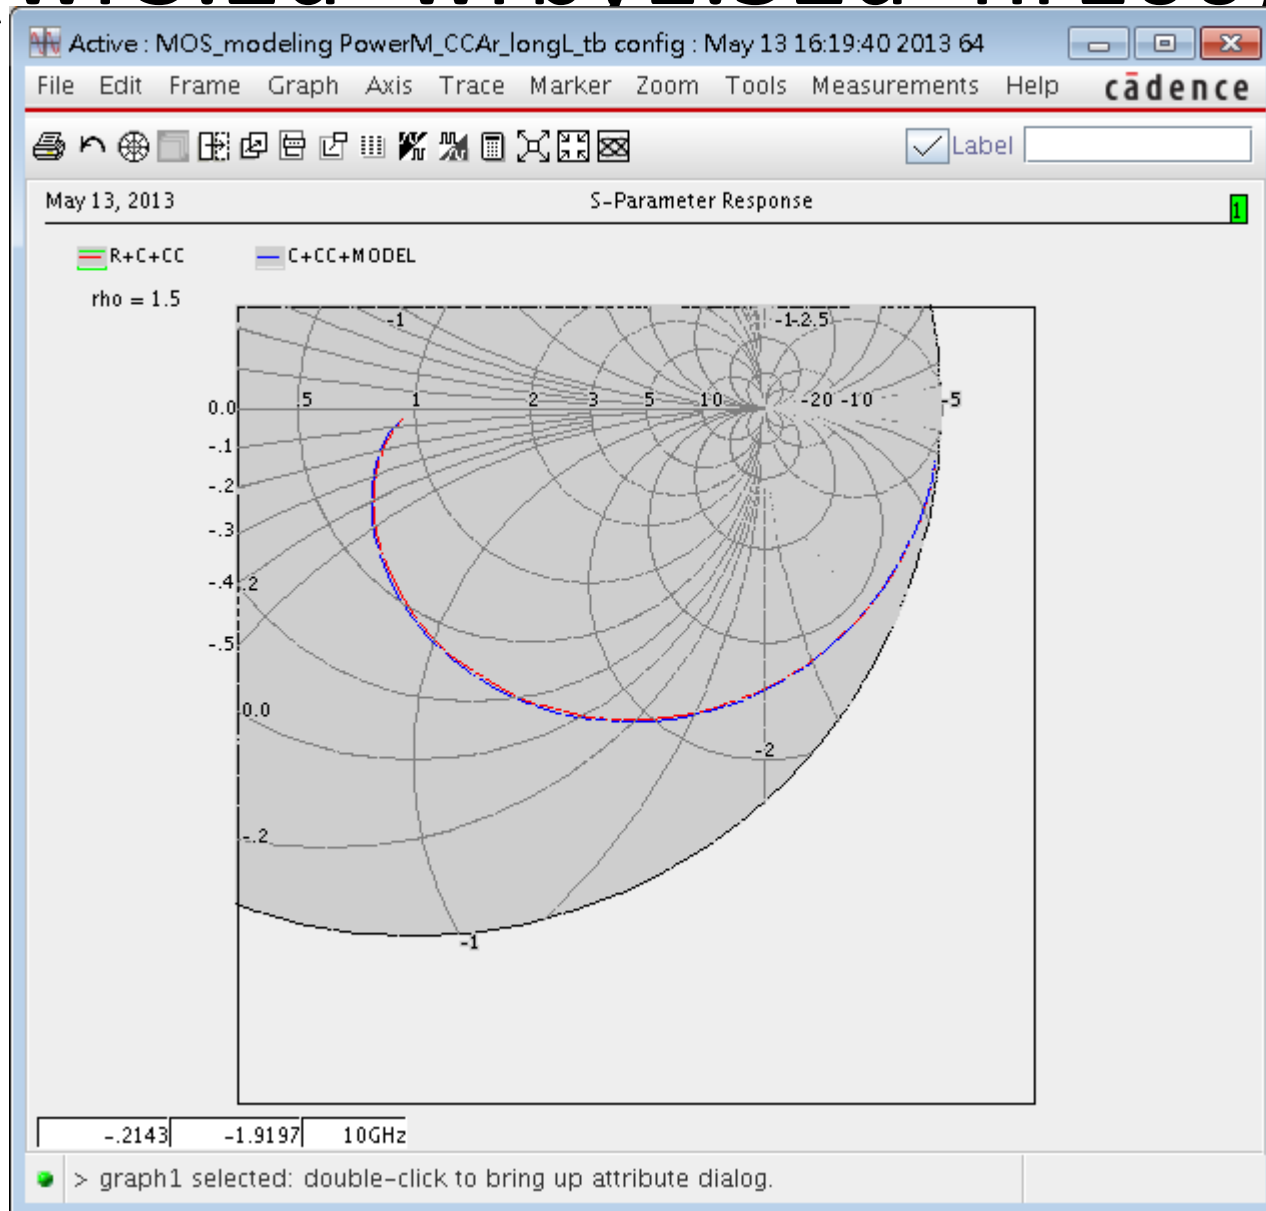 Active : MOS_modeling PowerM_CCAr_longL_tb config : May 13 16:19:40 2013 64
File Edit Frame Graph Axis Trace Marker Zoom Tools Measurements Help cādence
Label
May 13, 2013 S-Parameter Response 1
R+C+CC C+CC+MODEL
rho = 1.5
-1 -1 -2.5
0.0 .5 1 2 3 5 10 -20 -10 -5
-.1
-.2
-.3
-.4 .2
-.5
0.0
-2
-.2
-1
-.2143 -1.9197 10GHz
> graph1 selected: double-click to bring up attribute dialog.